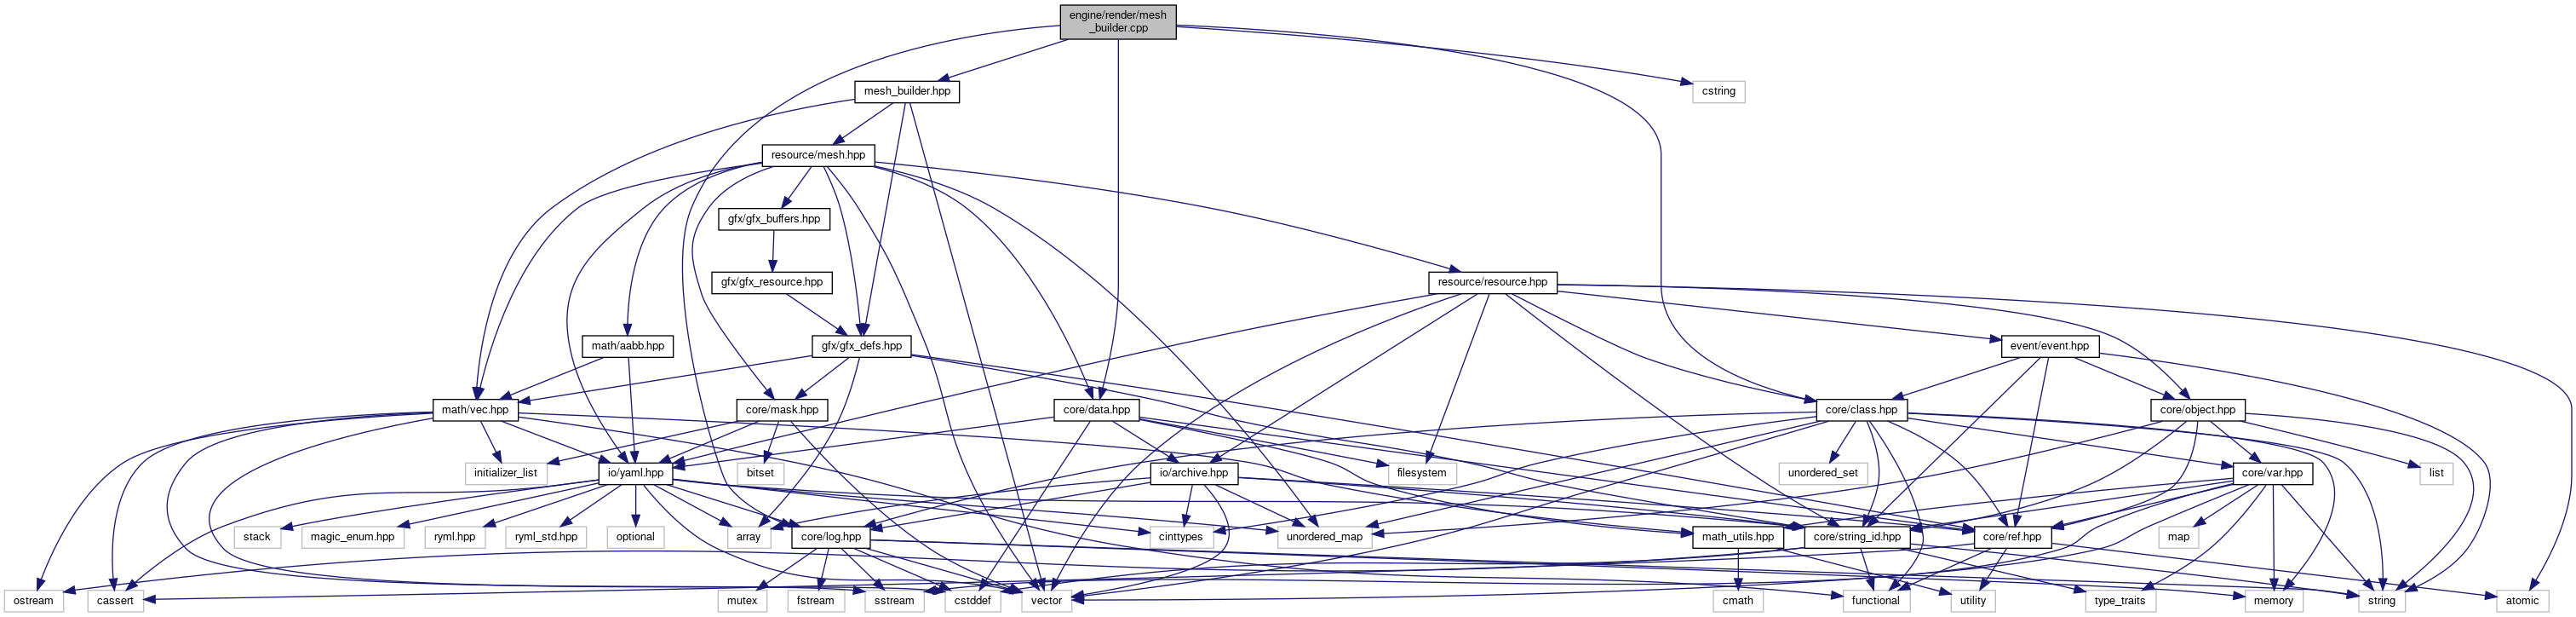 engine/render/mesh
_builder.cpp
mesh_builder.hpp
cstring
resource/mesh.hpp
gfx/gfx_buffers.hpp
gfx/gfx_resource.hpp
resource/resource.hpp
math/aabb.hpp
gfx/gfx_defs.hpp
event/event.hpp
math/vec.hpp
core/mask.hpp
core/data.hpp
core/class.hpp
core/object.hpp
initializer_list
io/yaml.hpp
bitset
io/archive.hpp
filesystem
unordered_set
core/var.hpp
list
stack
magic_enum.hpp
ryml.hpp
ryml_std.hpp
optional
array
core/log.hpp
cinttypes
unordered_map
math_utils.hpp
core/string_id.hpp
core/ref.hpp
map
ostream
cassert
mutex
fstream
sstream
cstddef
vector
cmath
functional
utility
type_traits
memory
string
atomic